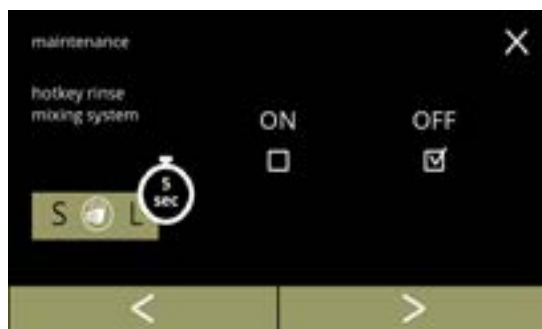 maintenance
hotkey rinse
mixing system
ON
OFF
5
sec
S L